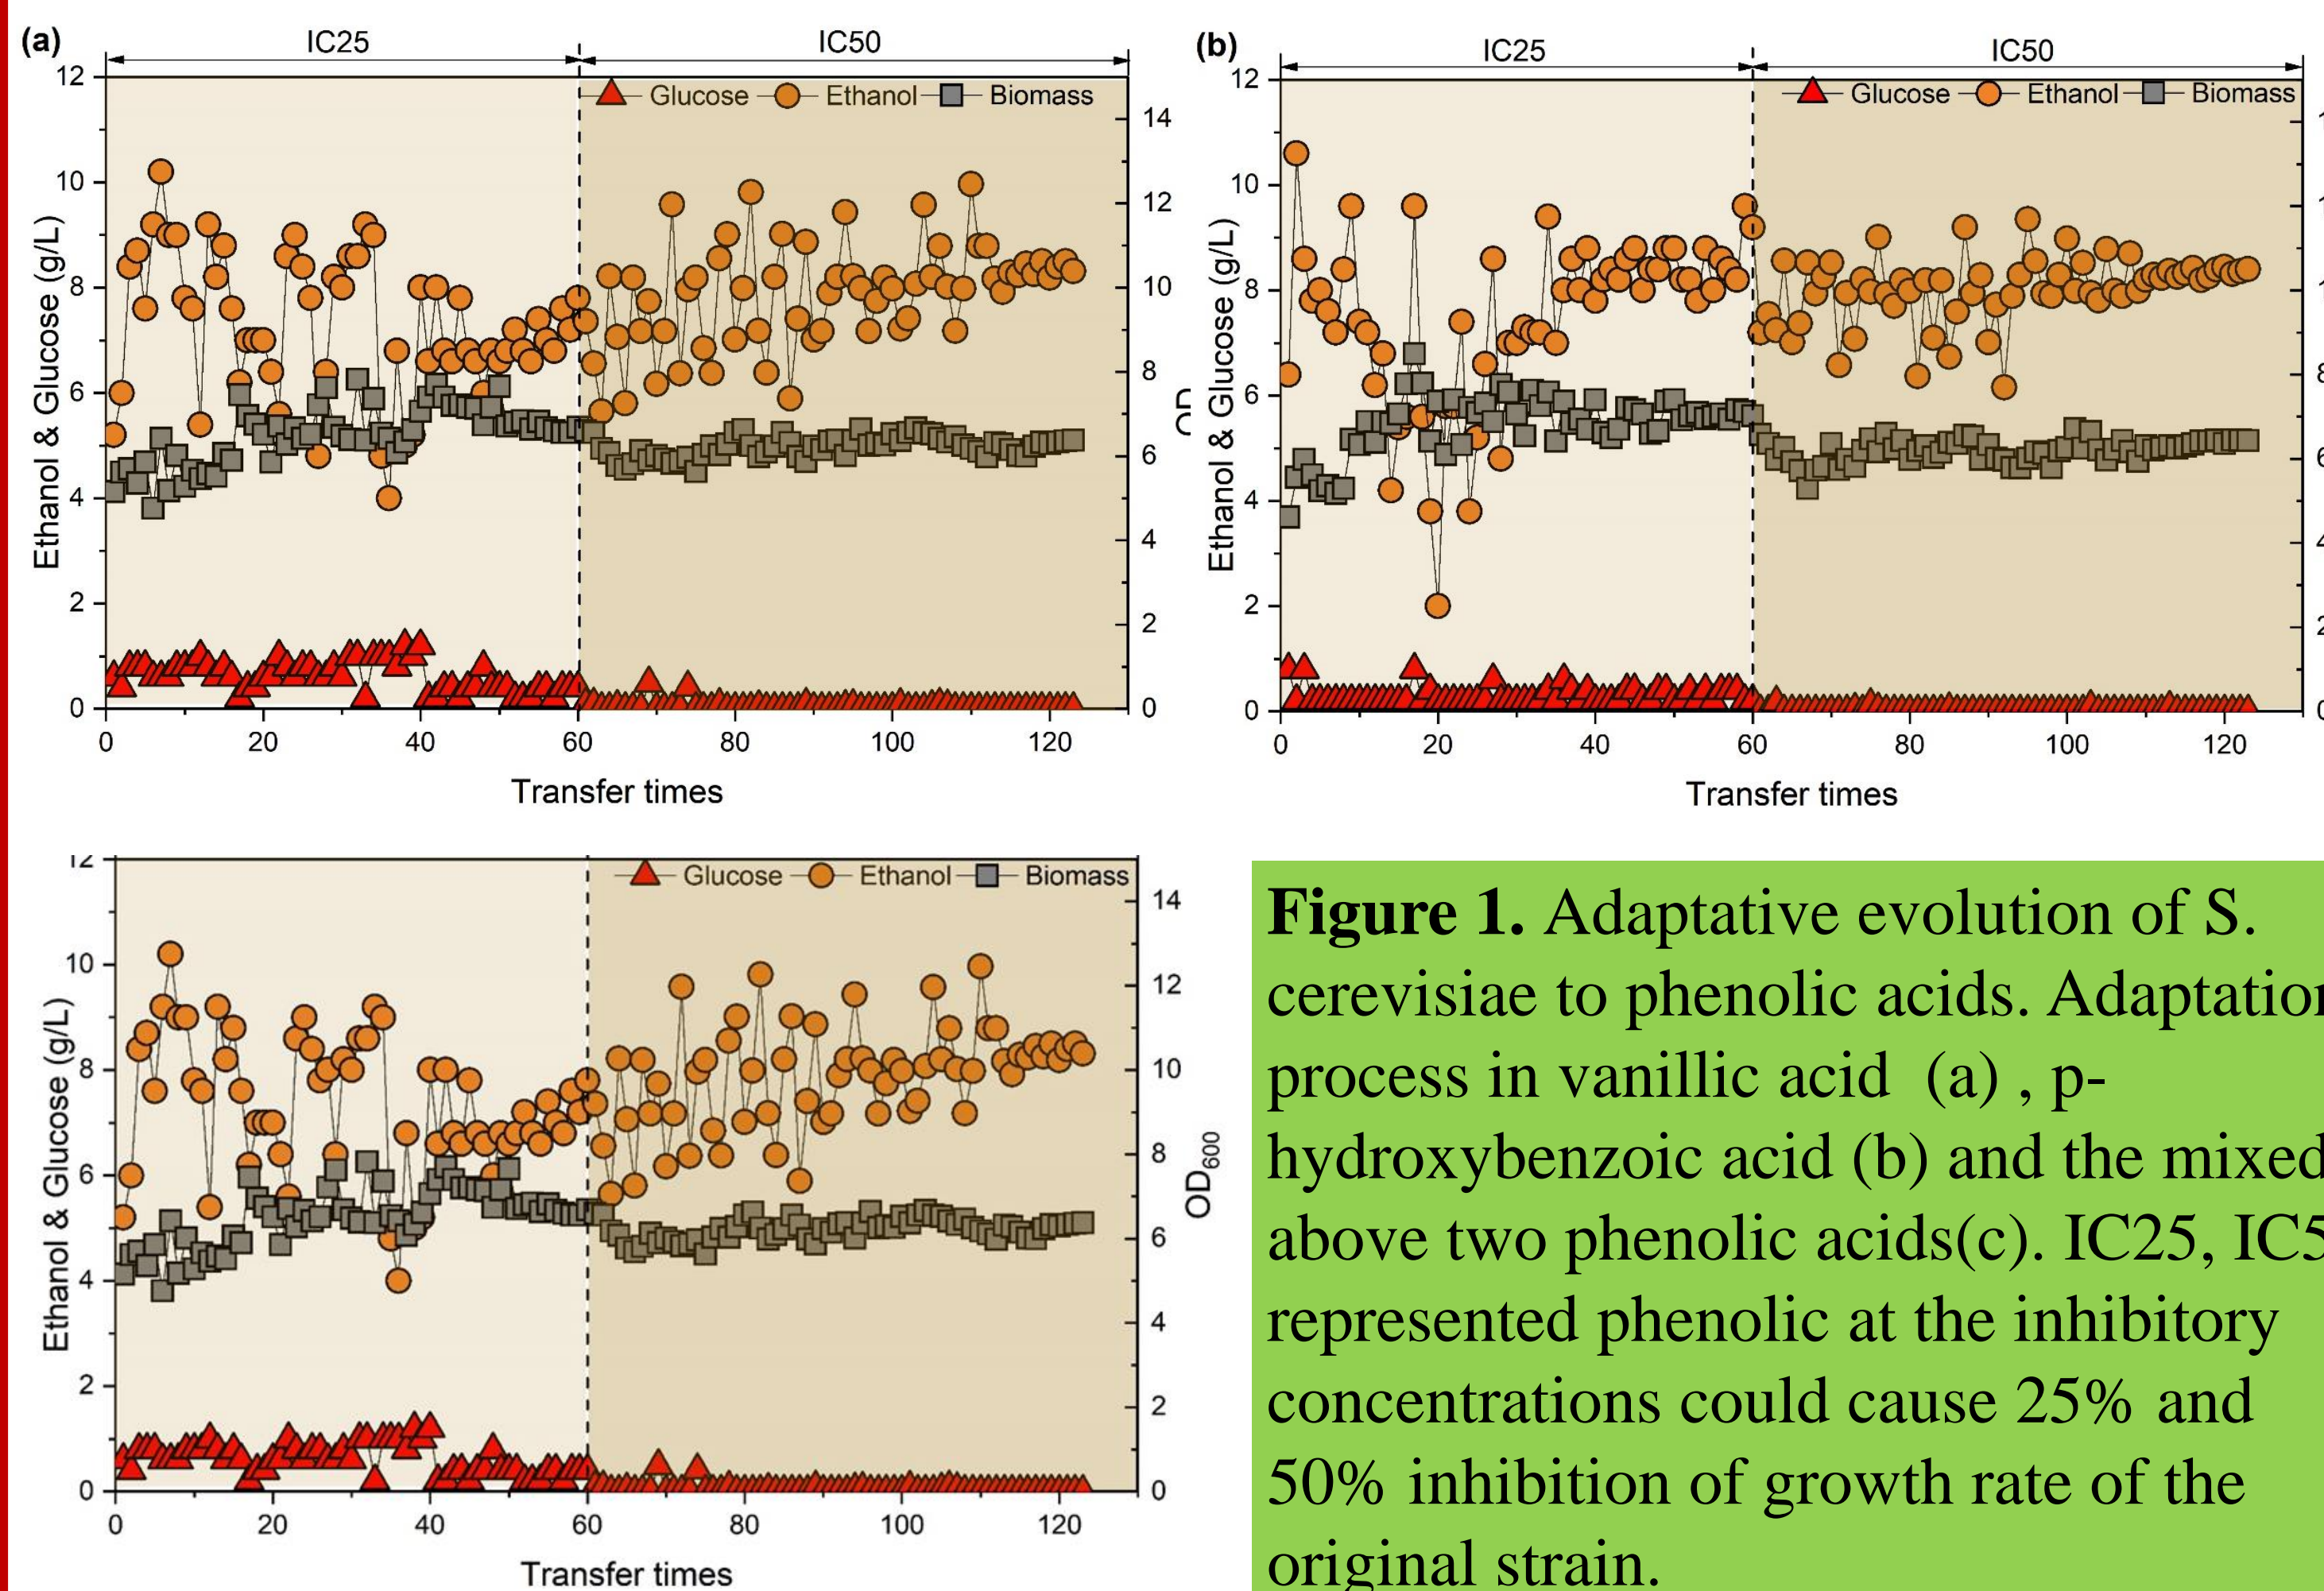 (a)
IC25
IC50
Glucose Ethanol Biomass
Ethanol & Glucose (g/L)
12
10
8
6
4
2
0
14
12
10
8
6
4
2
0
0 20 40 60 80 100 120
Transfer times
(b)
IC25
IC50
Glucose Ethanol Biomass
Ethanol & Glucose (g/L)
12
10
8
6
4
2
0
0 20 40 60 80 100 120
Transfer times
Glucose Ethanol Biomass
Ethanol & Glucose (g/L)
12
10
8
6
4
2
0
OD600
14
12
10
8
6
4
2
0
0 20 40 60 80 100 120
Transfer times
Figure 1. Adaptative evolution of S.
cerevisiae to phenolic acids. Adaptation
process in vanillic acid (a) , p-
hydroxybenzoic acid (b) and the mixed
above two phenolic acids(c). IC25, IC5
represented phenolic at the inhibitory
concentrations could cause 25% and
50% inhibition of growth rate of the
original strain.